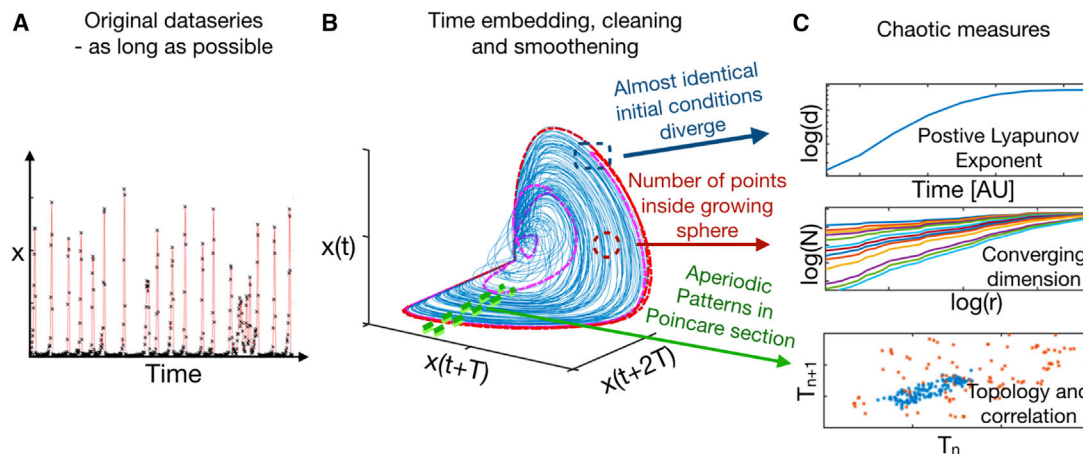 A
Original dataseries
- as long as possible
x
Time
B
Time embedding, cleaning
and smoothening
x(t)
x(t+T)
x(t+2T)
Almost identical
initial conditions
diverge
Number of points
inside growing
sphere
Aperiodic
Patterns in
Poincare section
C
Chaotic measures
log(d)
Postive Lyapunov
Exponent
Time [AU]
log(N)
Converging
dimension
log(r)
Tn+1
Topology and
correlation
Tn